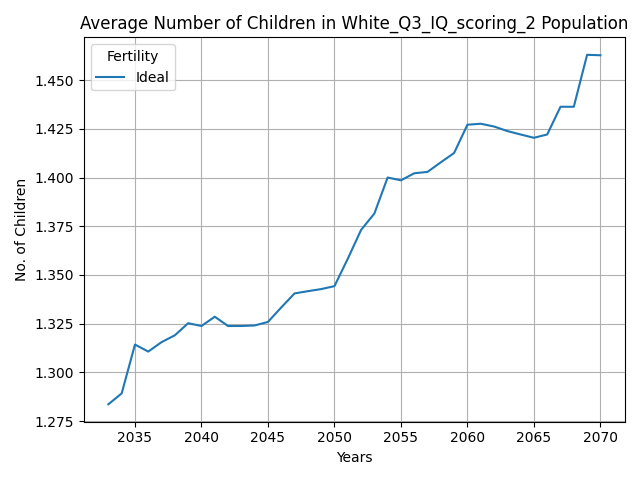 Average Number of Children in White_Q3_IQ_scoring_2 Population
Fertility
Ideal
No. of Children
1.450
1.425
1.400
1.375
1.350
1.325
1.300
1.275
2035 2040 2045 2050 2055 2060 2065 2070
Years